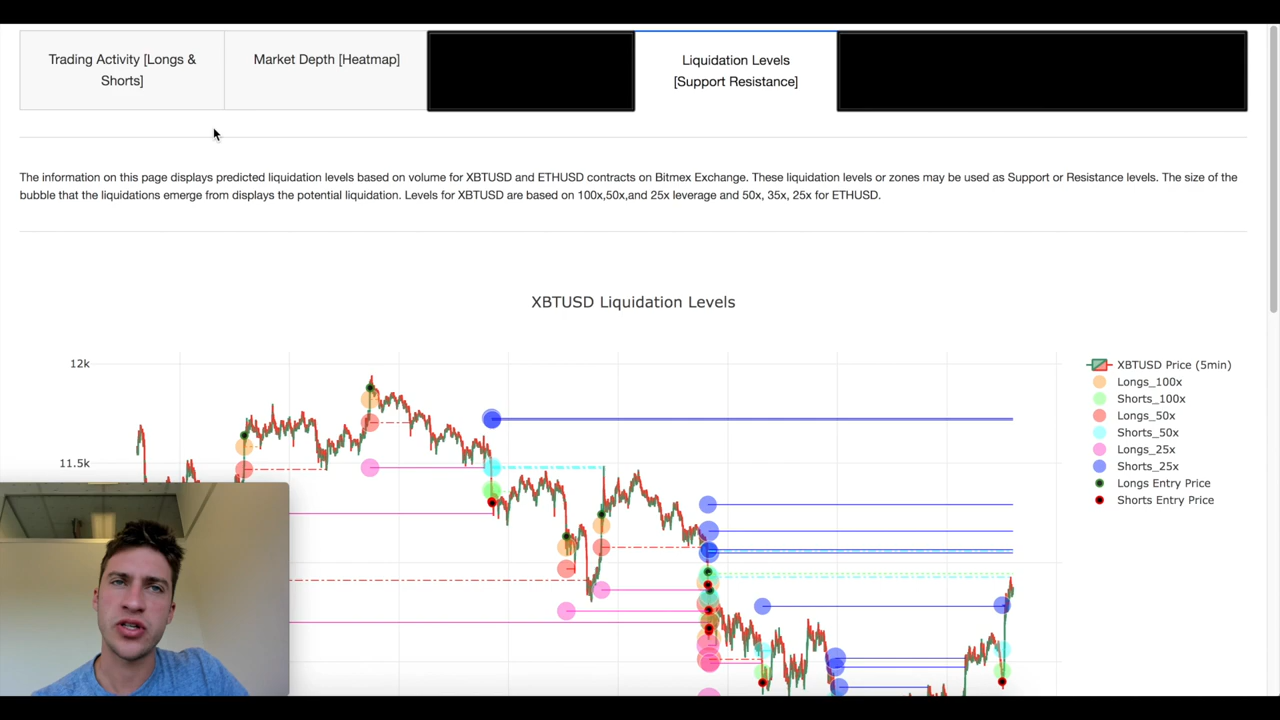 Trading Activity [Longs &
Shorts]
Market Depth [Heatmap]
Liquidation Levels
[Support Resistance]
The information on this page displays predicted liquidation levels based on volume for XBTUSD and ETHUSD contracts on Bitmex Exchange. These liquidation levels or zones may be used as Support or Resistance levels. The size of the
bubble that the liquidations emerge from displays the potential liquidation. Levels for XBTUSD are based on 100x,50x,and 25x leverage and 50x, 35x, 25x for ETHUSD.
XBTUSD Liquidation Levels
12k
11.5k
XBTUSD Price (5min)
Longs_100x
Shorts_100x
Longs_50x
Shorts_50x
Longs_25x
Shorts_25x
Longs Entry Price
Shorts Entry Price